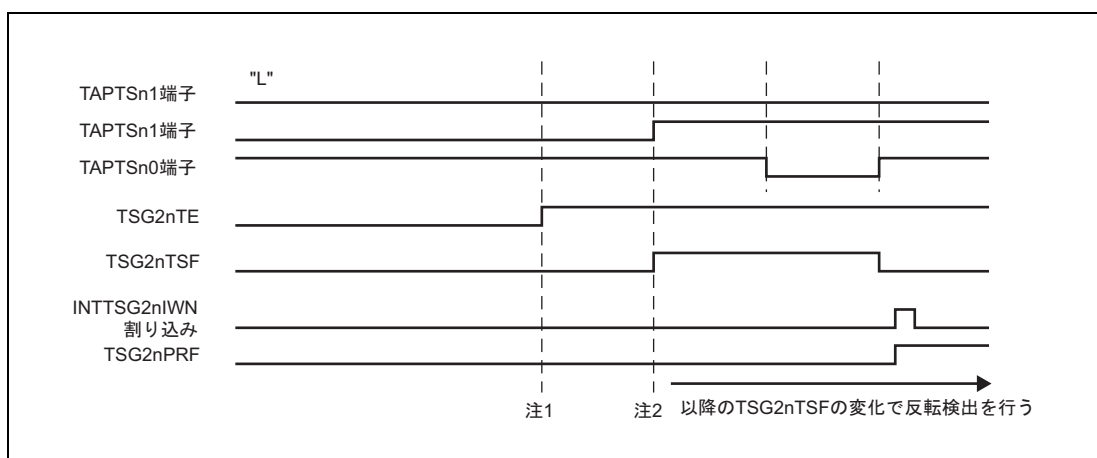 "L"
TAPTSn1端子
TAPTSn1端子
TAPTSn0端子
TSG2nTE
TSG2nTSF
INTTSG2nIWN
割り込み
TSG2nPRF
注1
注2
以降のTSG2nTSFの変化で反転検出を行う